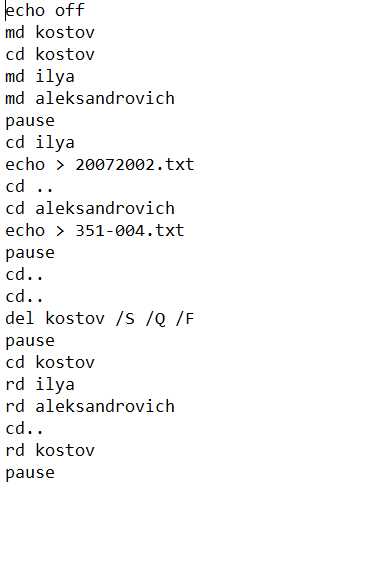 echo off
md kostov
cd kostov
md ilya
md aleksandrovich
pause
cd ilya
echo > 20072002.txt
cd ..
cd aleksandrovich
echo > 351-004.txt
pause
cd..
cd..
del kostov /S /Q /F
pause
cd kostov
rd ilya
rd aleksandrovich
cd..
rd kostov
pause